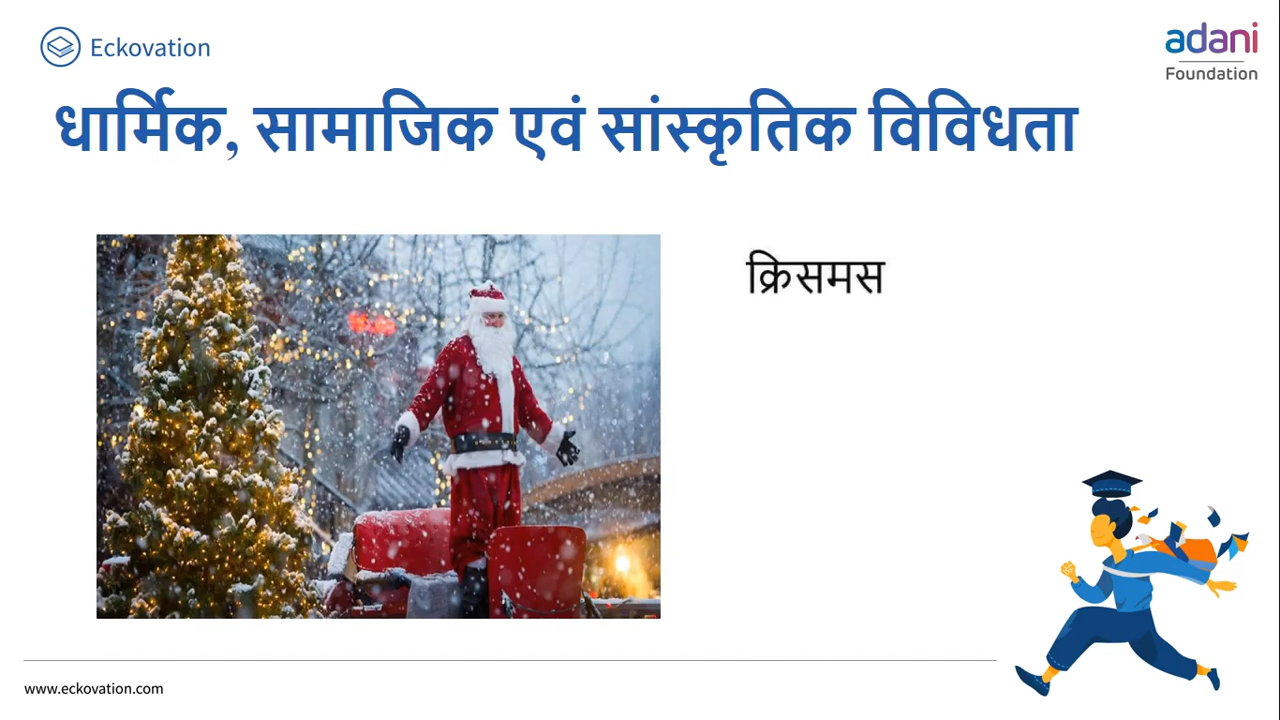 Eckovation
adani
Foundation
धार्मिक, सामाजिक एवं सांस्कृतिक विविधता
क्रिसमस
www.eckovation.com